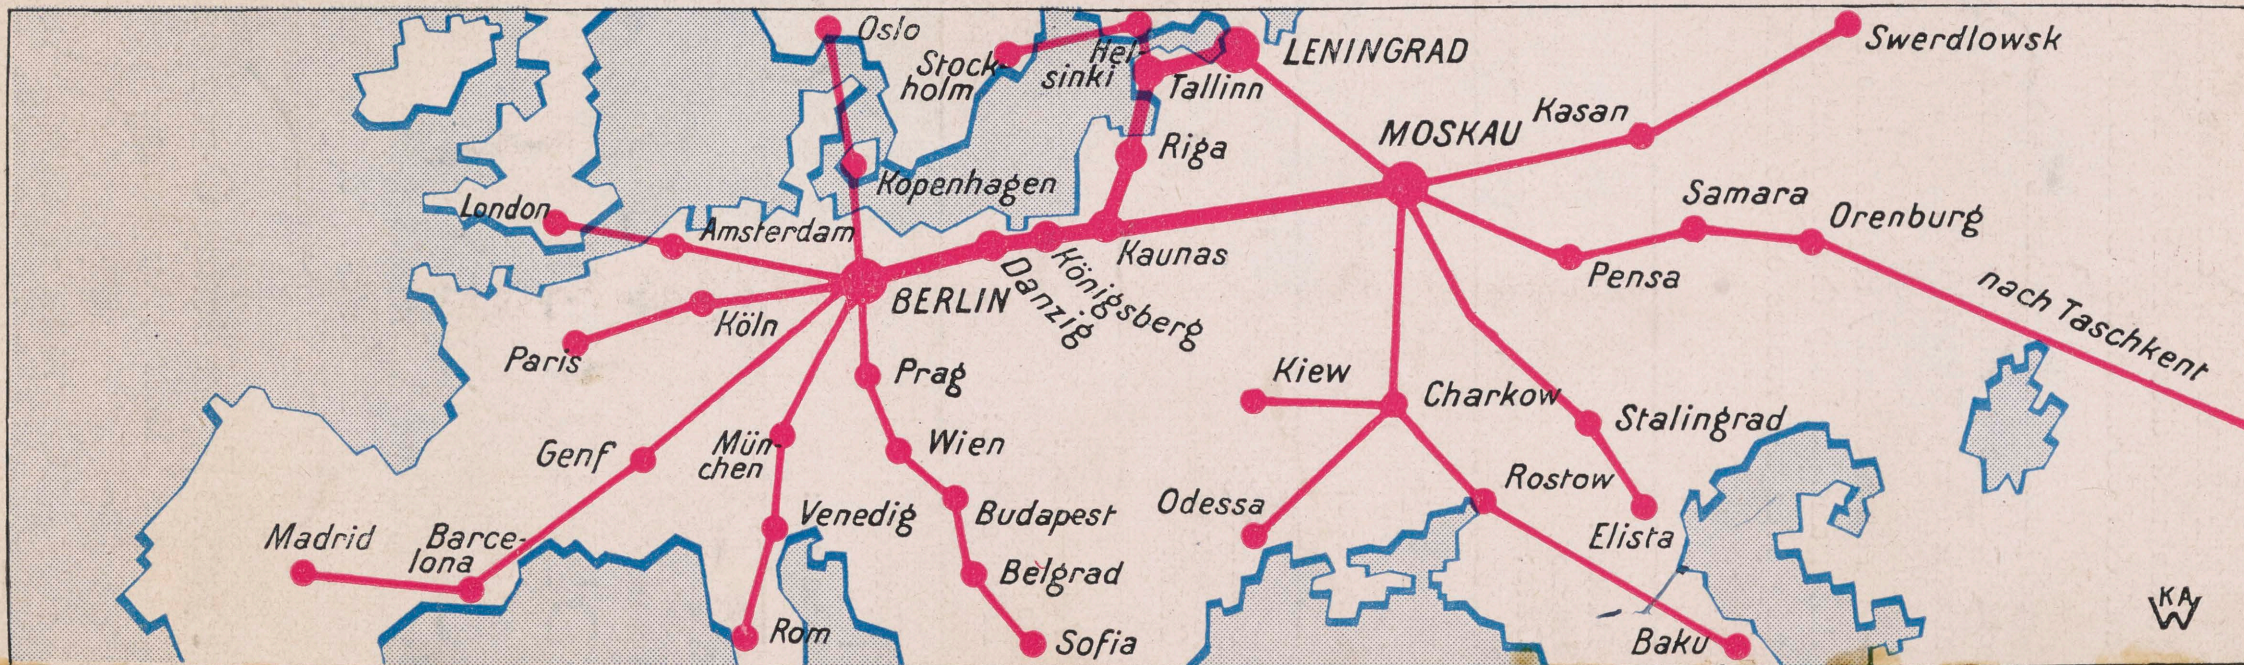 Oslo
Stock-
holm
Hel-
sinki
LENINGRAD
Swerdlowsk
Tallinn
Kasan
MOSKAU
Riga
Kopenhagen
London
Amsterdam
Samara
Orenburg
Kaunas
Königsberg
Danzig
Pensa
nach Taschkent
BERLIN
Köln
Paris
Prag
Kiew
Charkow
Stalingrad
Genf
Mün-
chen
Wien
Rostow
Odessa
Venedig
Budapest
Elista
Madrid
Barce-
lona
Belgrad
Rom
Sofia
Baku
KAW